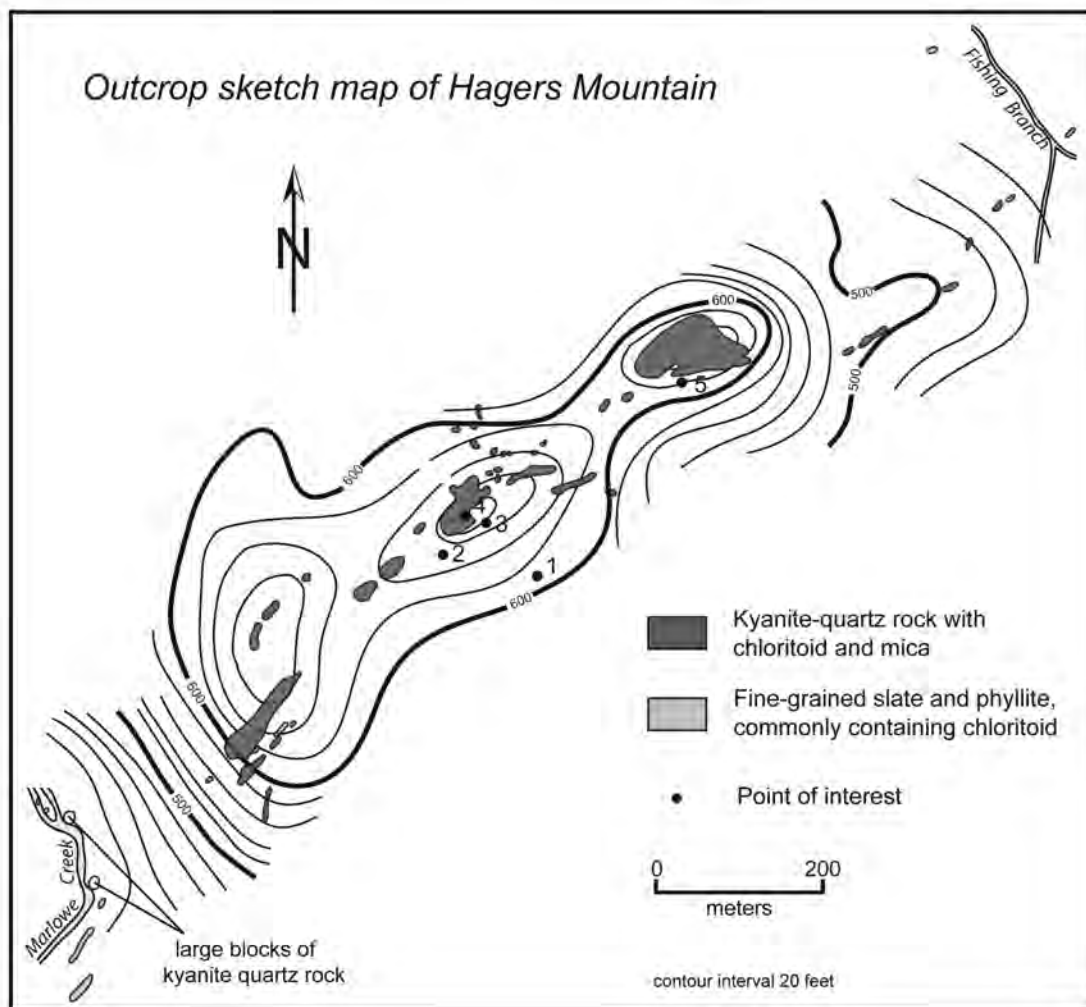 Outcrop sketch map of Hagers Mountain
Fishing Branch
N
600
500
500
5
600
4
3
2
1
600
600
500
Kyanite-quartz rock with
chloritoid and mica
Fine-grained slate and phyllite,
commonly containing chloritoid
Point of interest
0 200
meters
Marlowe Creek
large blocks of
kyanite quartz rock
contour interval 20 feet